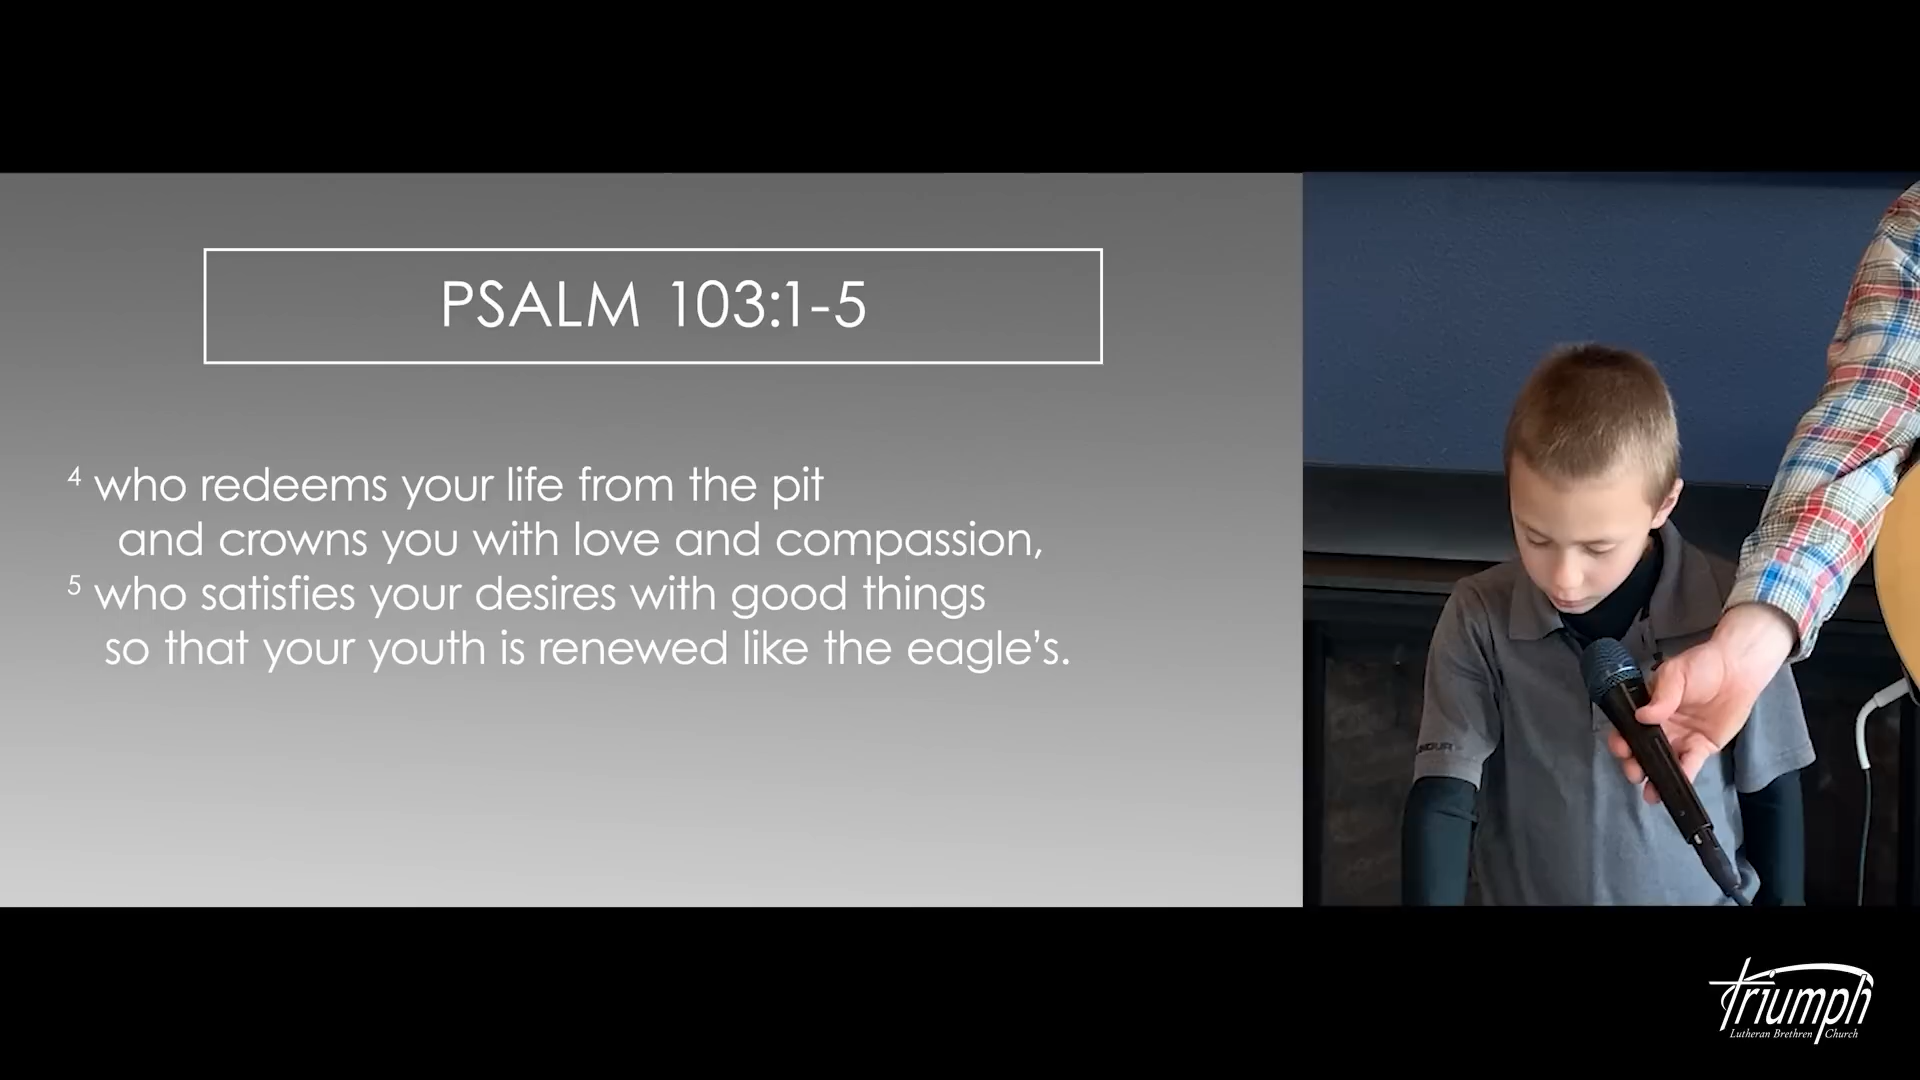 PSALM 103:1-5
4 who redeems your life from the pit
and crowns you with love and compassion,
5 who satisfies your desires with good things
so that your youth is renewed like the eagle’s.
Triumph
Lutheran Brethren Church